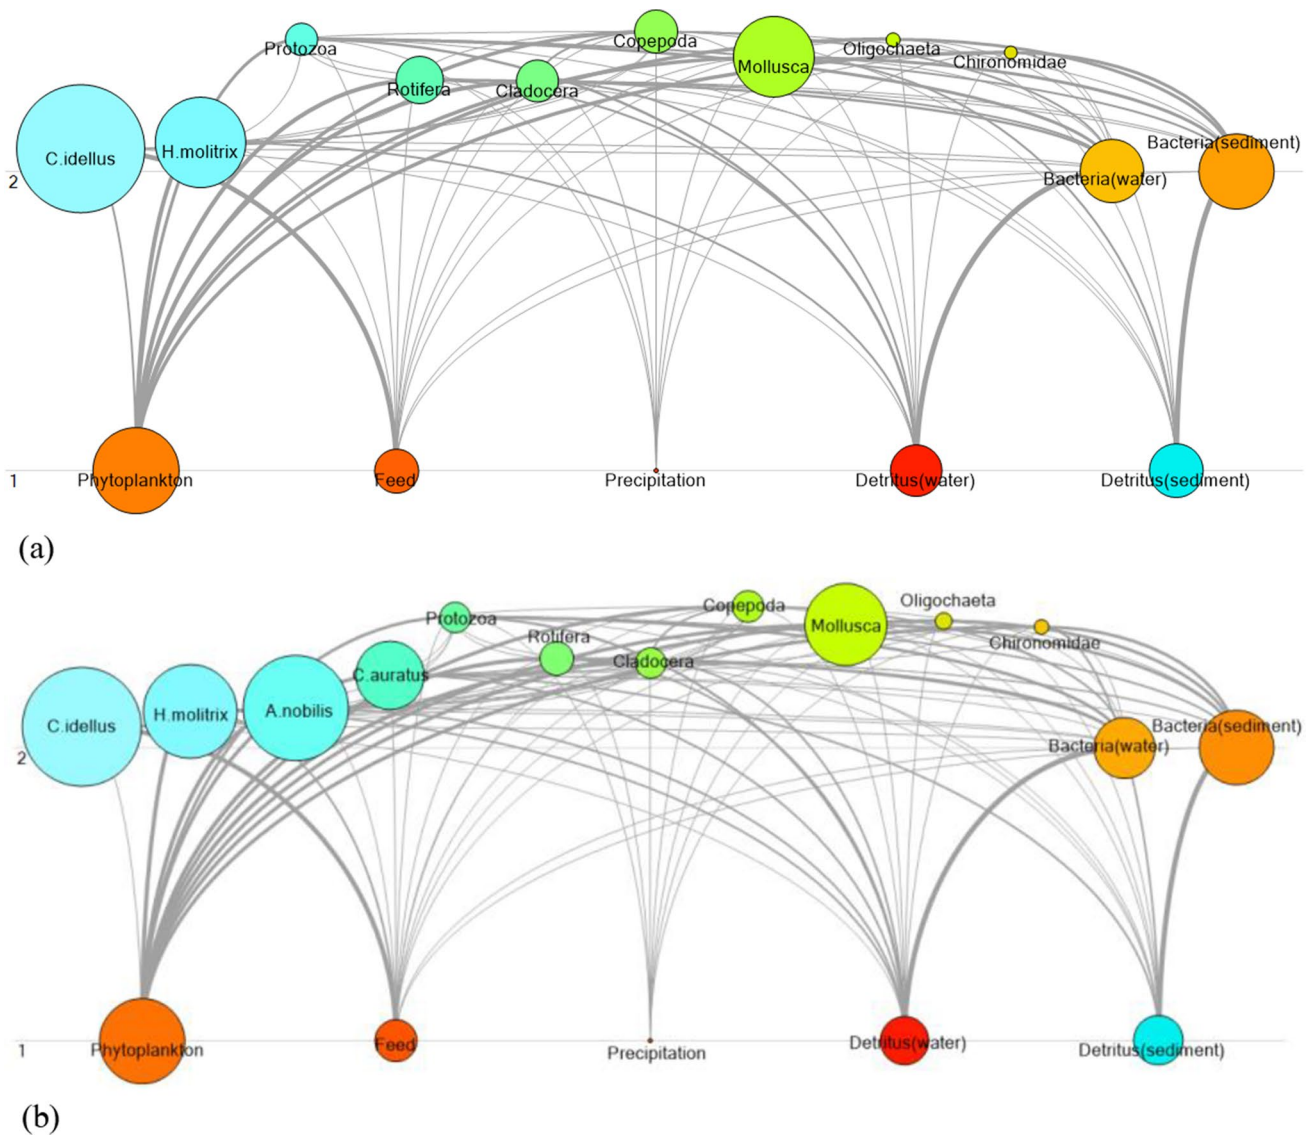 Protozoa
Copepoda
Oligochaeta
Chironomidae
Mollusca
Rotifera
Cladocera
Bacteria(sediment)
C.idellus
H.molitrix
2
Bacteria(water)
1
Phytoplankton
Feed
Precipitation
Detritus(water)
Detritus(sediment)
(a)
Oligochaeta
Copepoda
Protozoa
Mollusca
Rotifera
Chironomidae
Cladocera
C.auratus
A.nobilis
H.molitrix
C.idellus
Bacteria(sediment)
Bacteria(water)
2
1
Phytoplankton
Feed
Precipitation
Detritus(water)
Detritus(sediment)
(b)